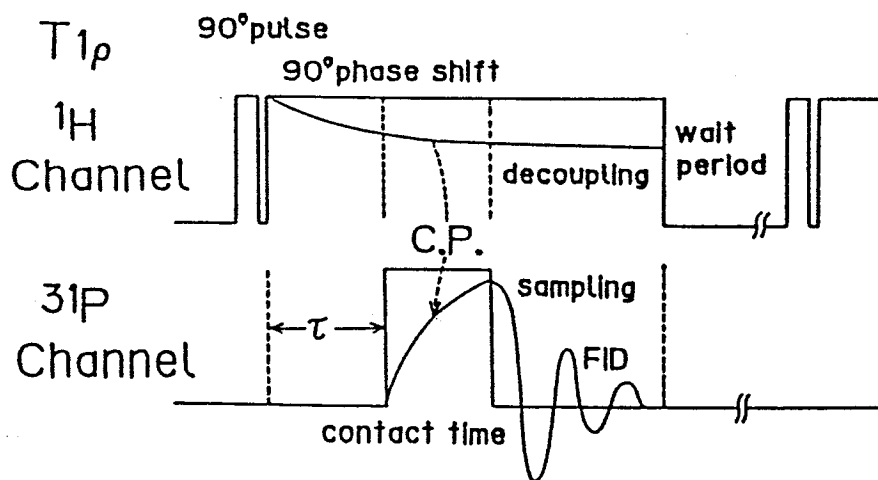 T1ρ
90°pulse
90°phase shift
1H
Channel
wait
period
decoupling
C.P.
31P
Channel
τ
sampling
FID
contact time